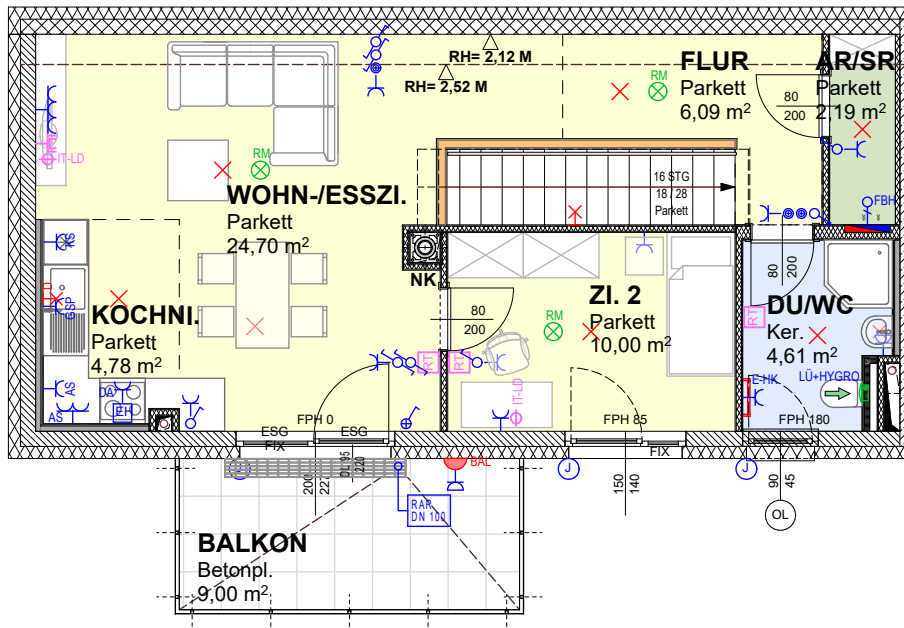 RH= 2,12 M
RH= 2,52 M
FLUR
Parkett
6,09 m²
AR/SR
Parkett
2,19 m²
80
200
RM
RM
IT-LD
WOHN-/ESSZI.
Parkett
24,70 m²
16 STG
18 / 28
Parkett
FBH
KS
GSP
NK
80
200
KOCHNI.
Parkett
4,78 m²
ZI. 2
Parkett
10,00 m²
RM
80
200
RT
RT
RT
DU/WC
Ker.
4,61 m²
E-HK
LÜ+HYGRO
AS
AS
DA
EH
IT-LD
FPH 0
FPH 85
FPH 180
ESG
ESG
FIX
FIX
J
J
J
DL 95
220
200
227
BAL
RAR
DN 100
150
140
90
45
OL
BALKON
Betonpl.
9,00 m²